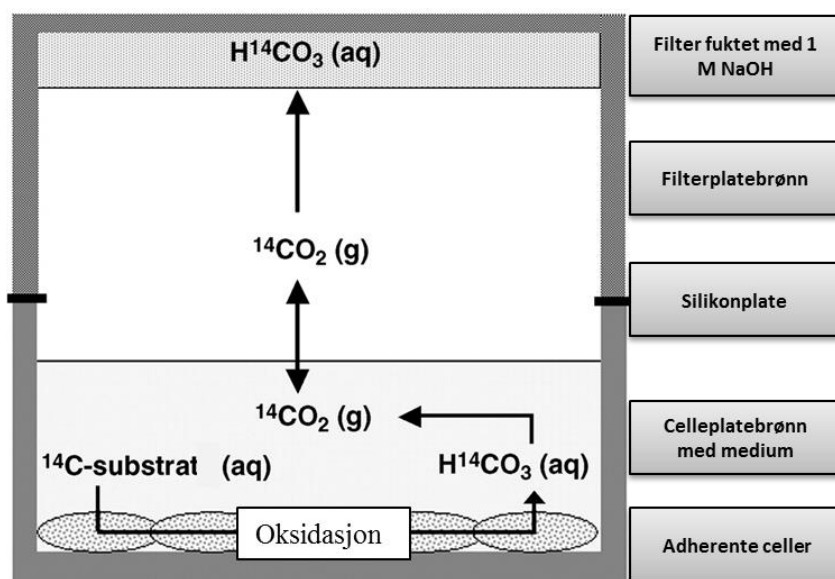 H¹⁴CO₃ (aq)
Filter fuktet med 1
M NaOH
Filterplatebrønn
¹⁴CO₂ (g)
Silikonplate
¹⁴CO₂ (g)
Celleplatebrønn
med medium
¹⁴C-substrat (aq)
H¹⁴CO₃ (aq)
Oksidasjon
Adherente celler